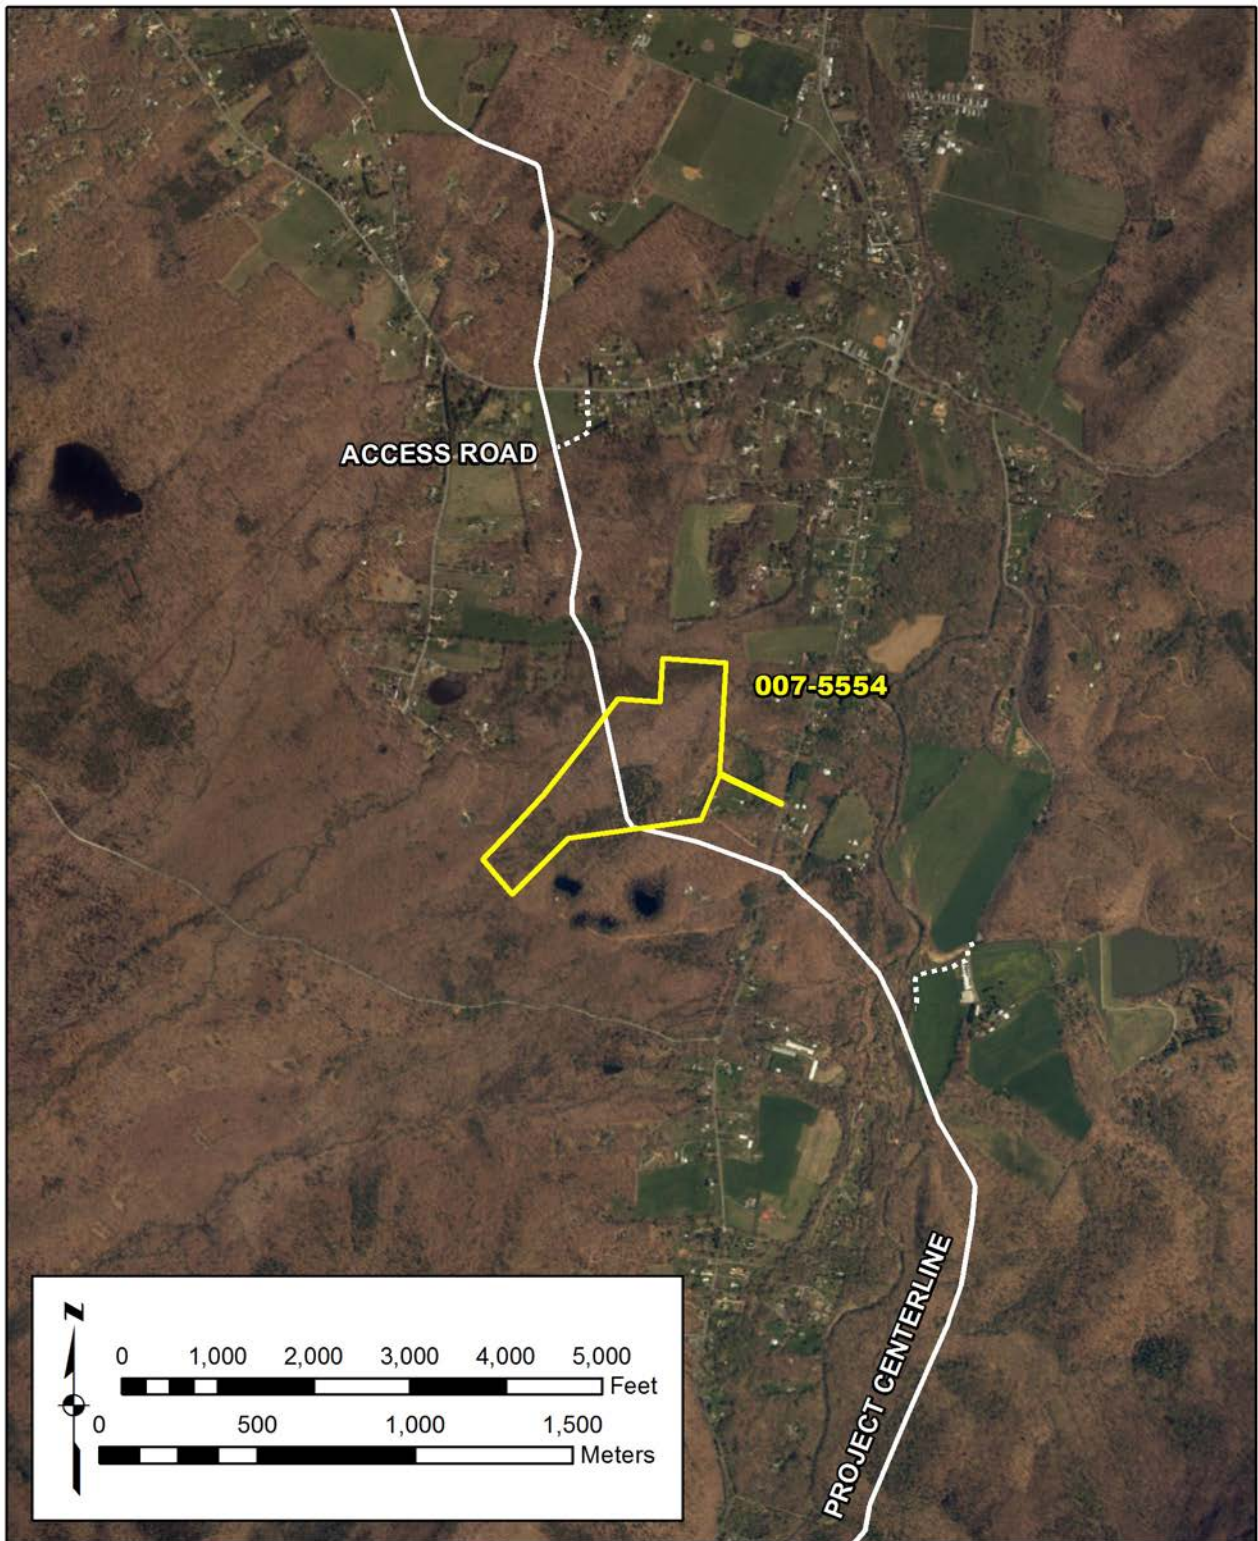 ACCESS ROAD
007-5554
PROJECT CENTERLINE
N
0 1,000 2,000 3,000 4,000 5,000
Feet
0 500 1,000 1,500
Meters